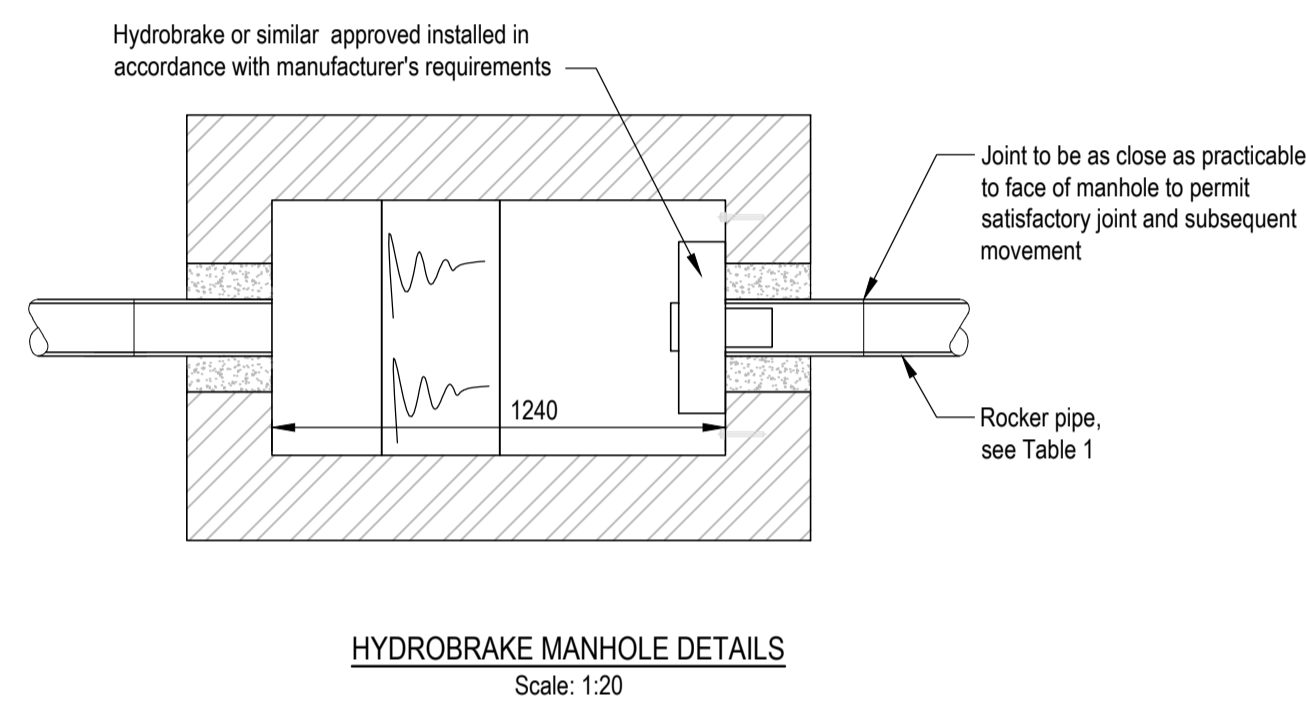 Hydrobrake or similar approved installed in
accordance with manufacturer's requirements
Joint to be as close as practicable
to face of manhole to permit
satisfactory joint and subsequent
movement
1240
Rocker pipe,
see Table 1
HYDROBRAKE MANHOLE DETAILS
Scale: 1:20